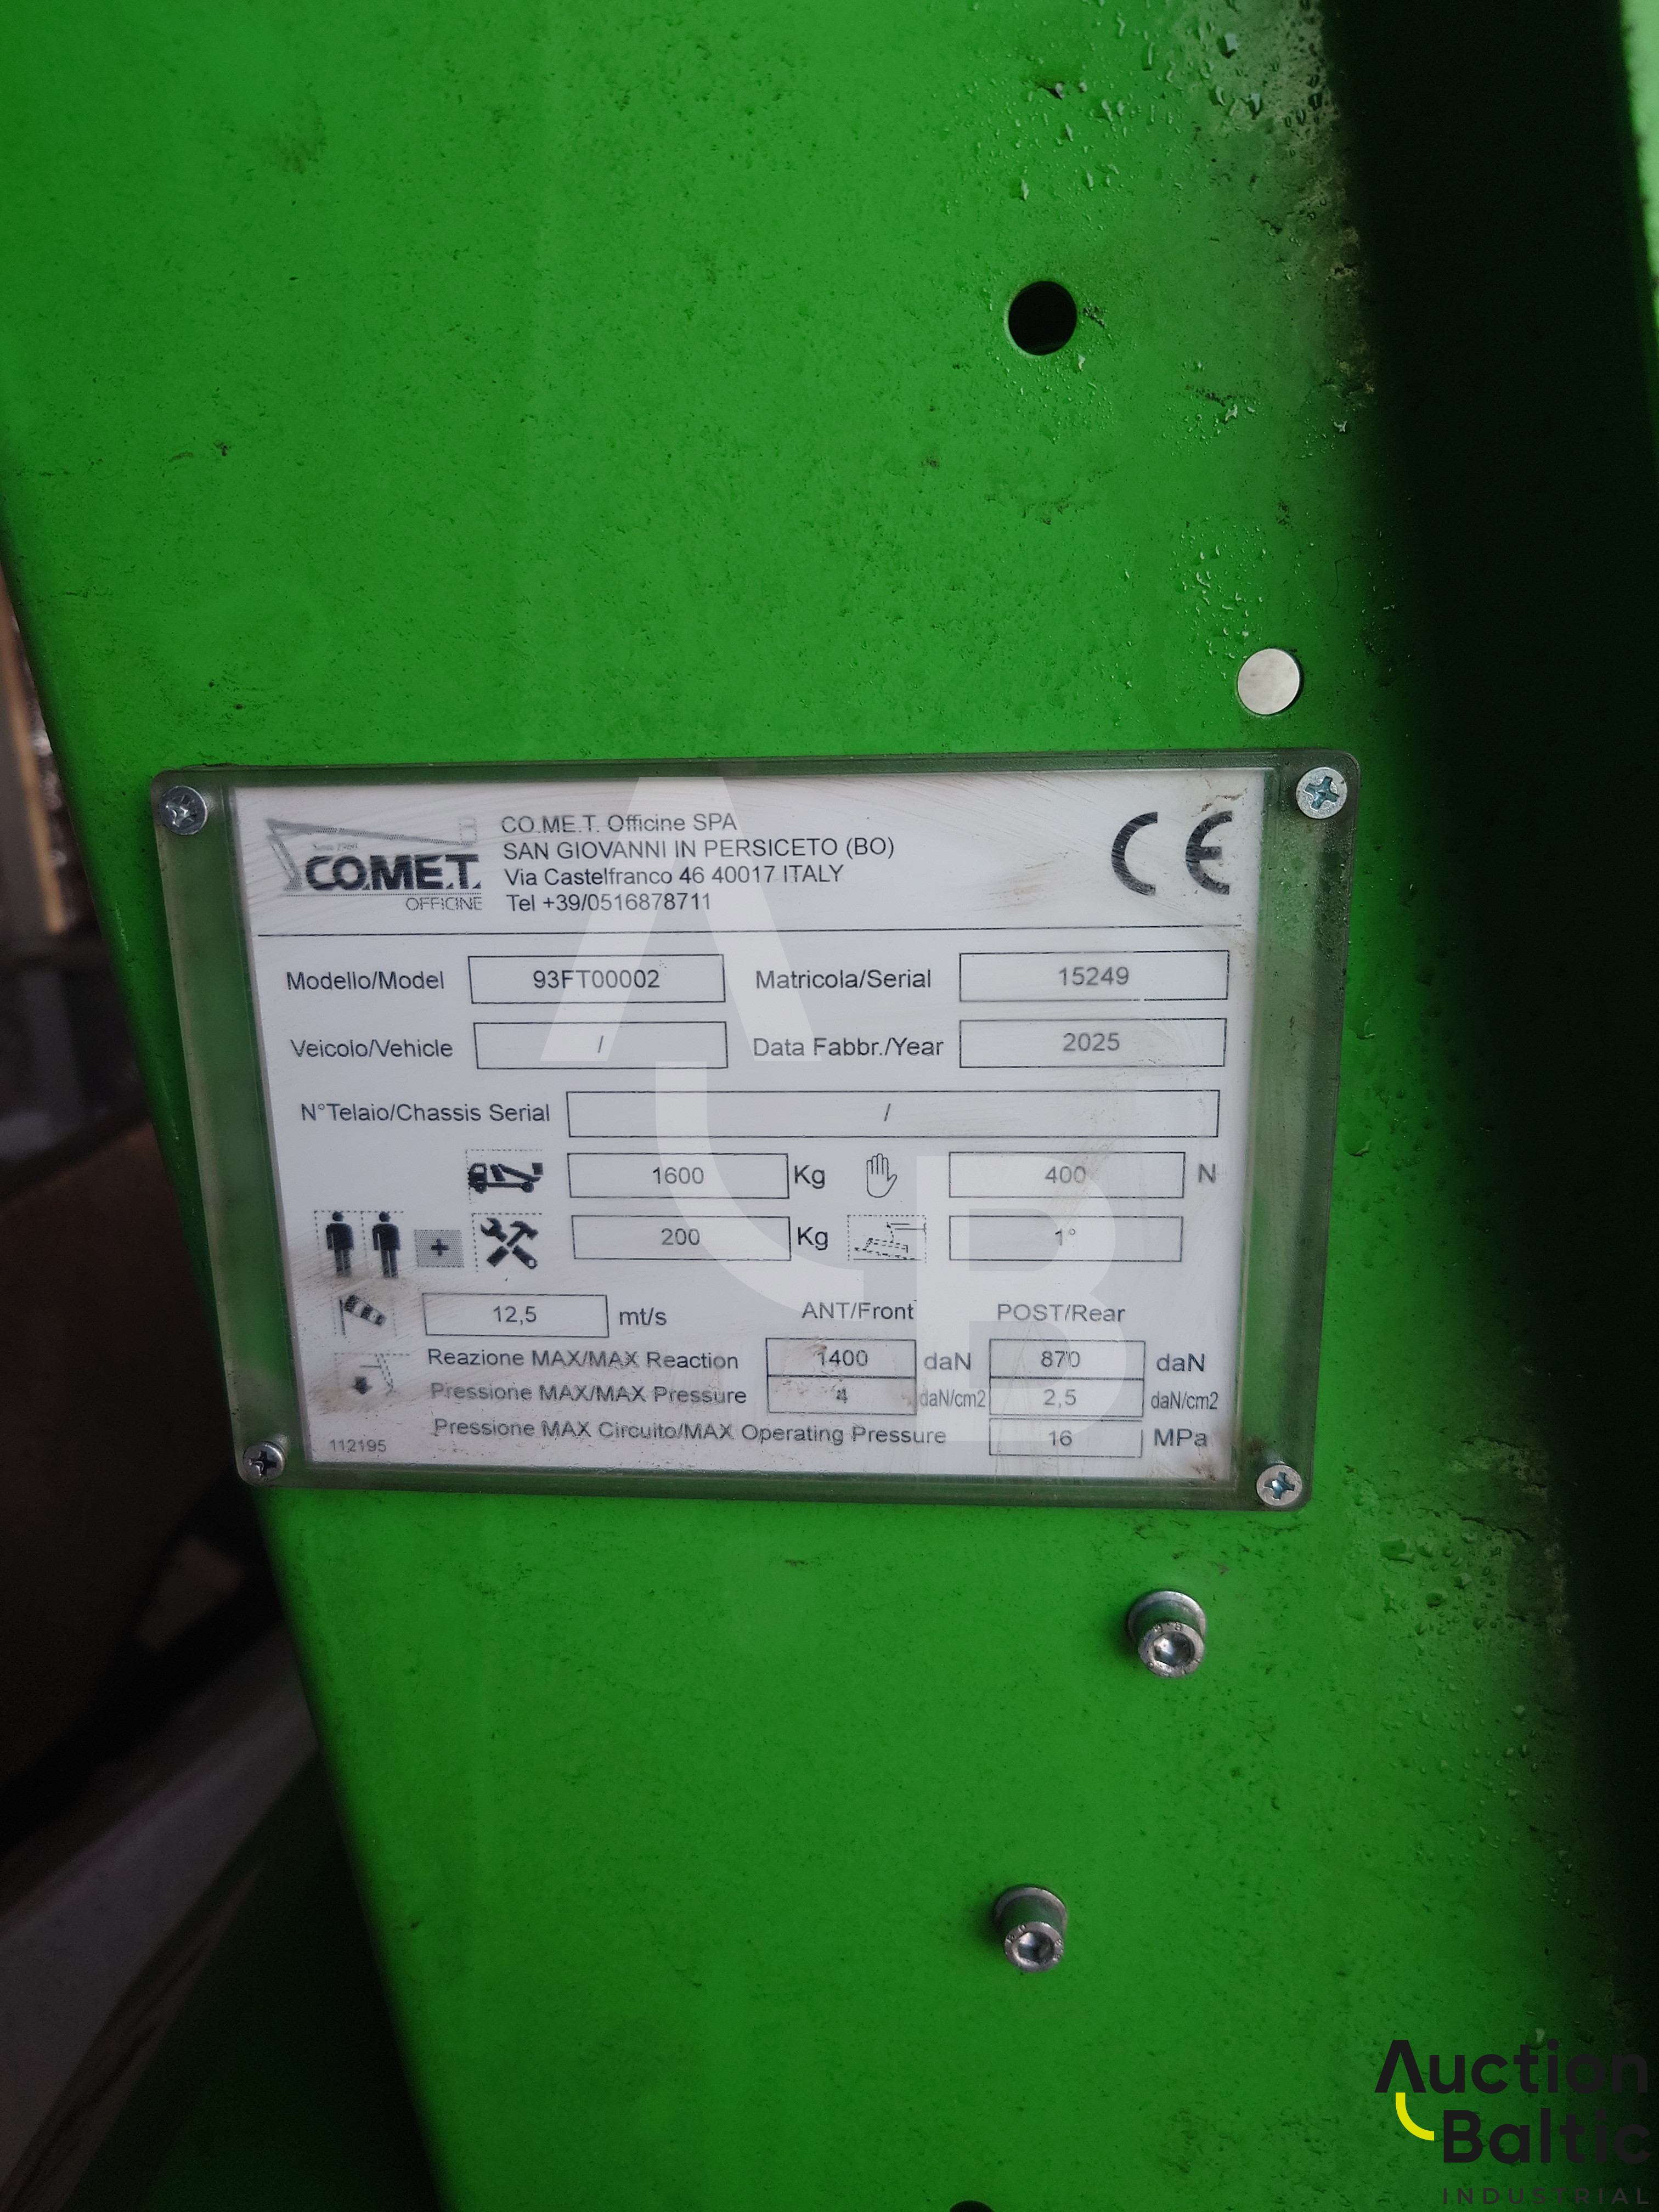 CO.ME.T.
OFFICINE
CO.ME.T. Officine SPA
SAN GIOVANNI IN PERSICETO (BO)
Via Castelfranco 46 40017 ITALY
Tel +39/0516878711
CE
Modello/Model 93FT00002 Matricola/Serial 15249
Veicolo/Vehicle / Data Fabbr./Year 2025
N°Telaio/Chassis Serial /
1600 Kg 400 N
+ 200 Kg 1°
12,5 mt/s ANT/Front POST/Rear
Reazione MAX/MAX Reaction 1400 daN 870 daN
Pressione MAX/MAX Pressure 4 daN/cm2 2,5 daN/cm2
Pressione MAX Circuito/MAX Operating Pressure 16 MPa
112195
Auction
Baltic
INDUSTRIAL